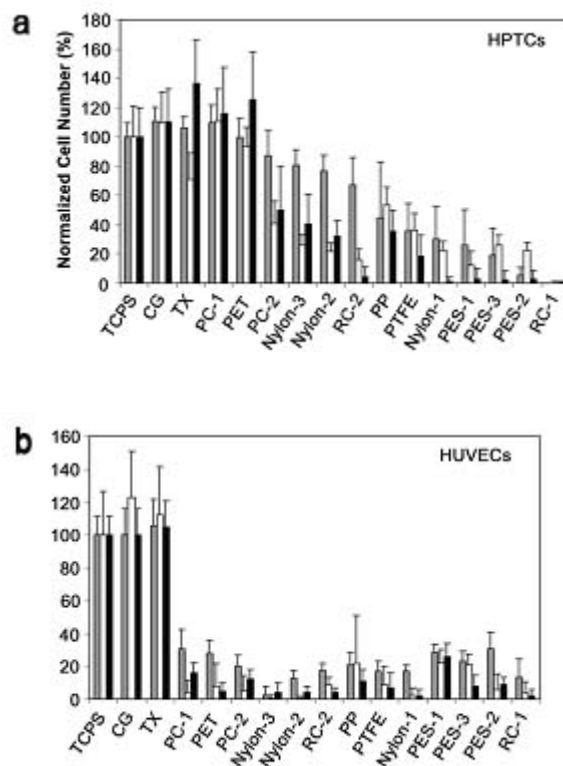 a
HPTCs
Normalized Cell Number (%)
180
160
140
120
100
80
60
40
20
0
TCPS
CG
TX
PC-1
PET
PC-2
Nylon-3
Nylon-2
RC-2
PP
PTFE
Nylon-1
PES-1
PES-3
PES-2
RC-1
b
HUVECs
160
140
120
100
80
60
40
20
0
TCPS
CG
TX
PC-1
PET
PC-2
Nylon-3
Nylon-2
RC-2
PP
PTFE
Nylon-1
PES-1
PES-3
PES-2
RC-1